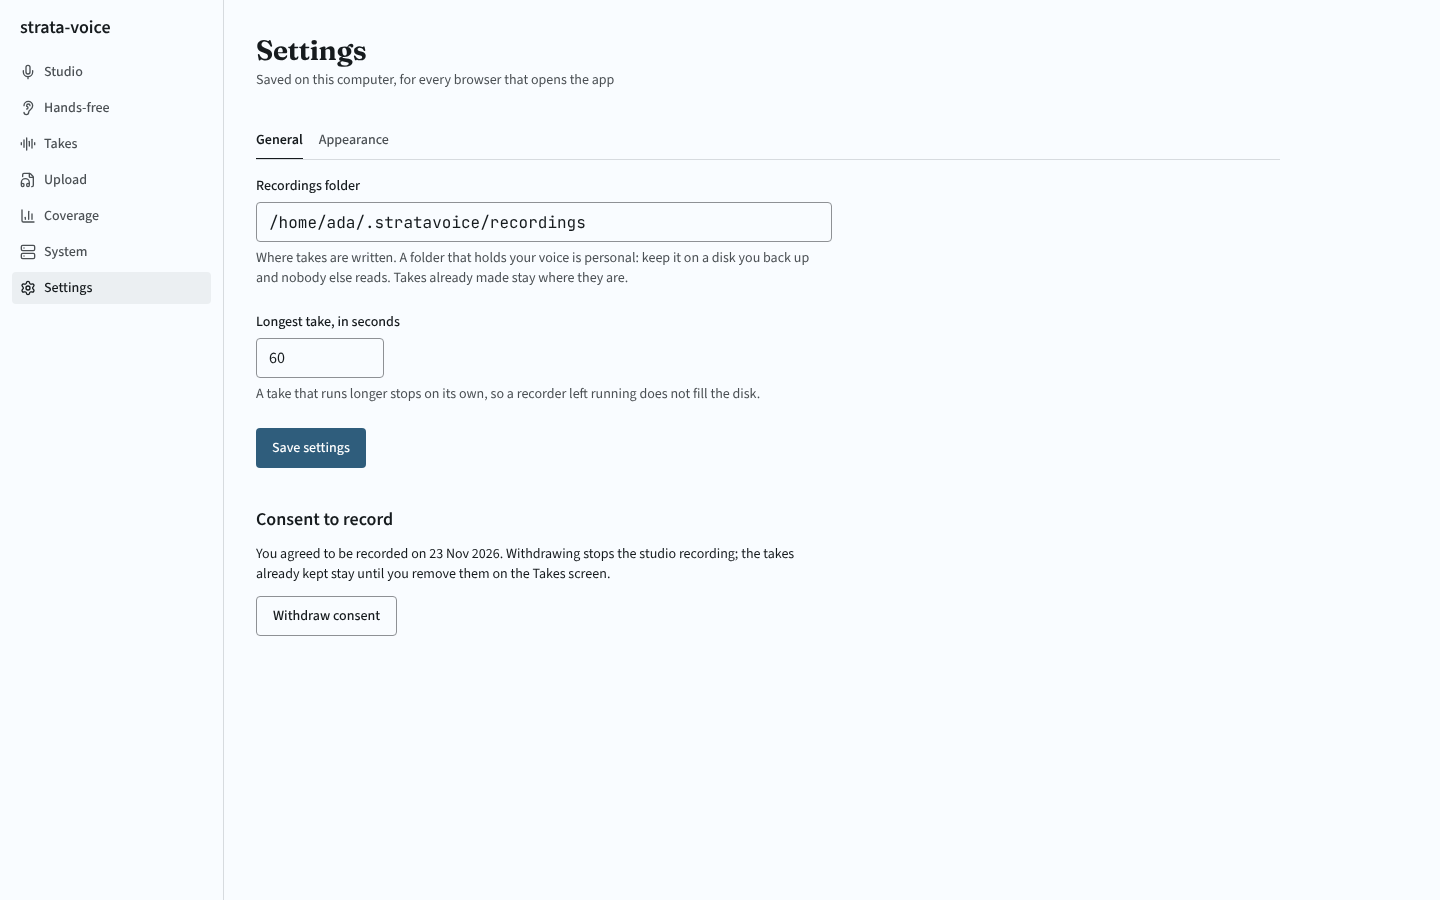 strata-voice
Studio
Hands-free
Takes
Upload
Coverage
System
Settings
Settings
Saved on this computer, for every browser that opens the app
General
Appearance
Recordings folder
/home/ada/.stratavoice/recordings
Where takes are written. A folder that holds your voice is personal: keep it on a disk you back up
and nobody else reads. Takes already made stay where they are.
Longest take, in seconds
60
A take that runs longer stops on its own, so a recorder left running does not fill the disk.
Save settings
Consent to record
You agreed to be recorded on 23 Nov 2026. Withdrawing stops the studio recording; the takes
already kept stay until you remove them on the Takes screen.
Withdraw consent